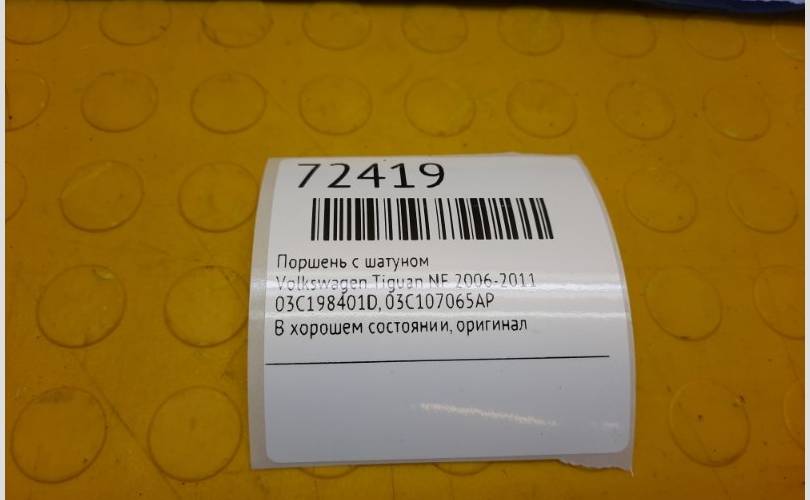 72419
Поршень с шатуном
Volkswagen Tiguan NF 2006-2011
03C198401D, 03C107065AP
В хорошем состоянии, оригинал